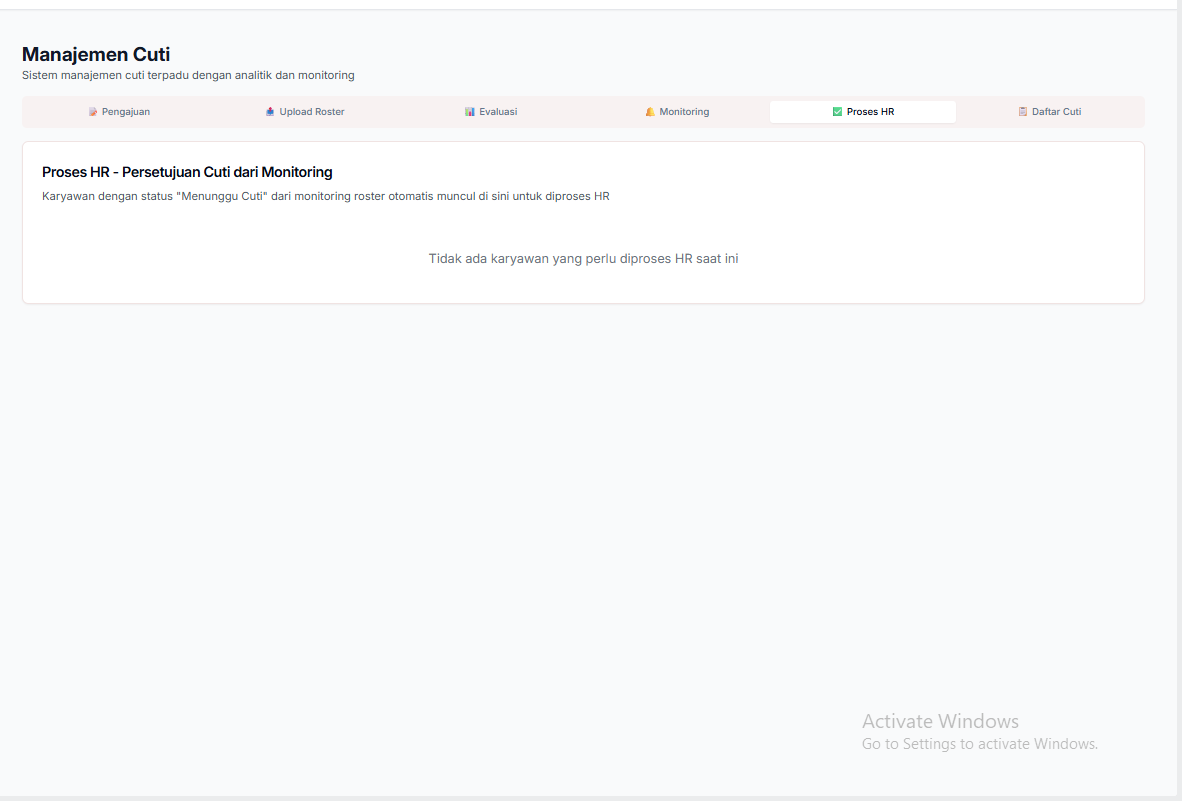 Manajemen Cuti
Sistem manajemen cuti terpadu dengan analitik dan monitoring
Pengajuan
Upload Roster
Evaluasi
Monitoring
Proses HR
Daftar Cuti
Proses HR - Persetujuan Cuti dari Monitoring
Karyawan dengan status "Menunggu Cuti" dari monitoring roster otomatis muncul di sini untuk diproses HR
Tidak ada karyawan yang perlu diproses HR saat ini
Activate Windows
Go to Settings to activate Windows.